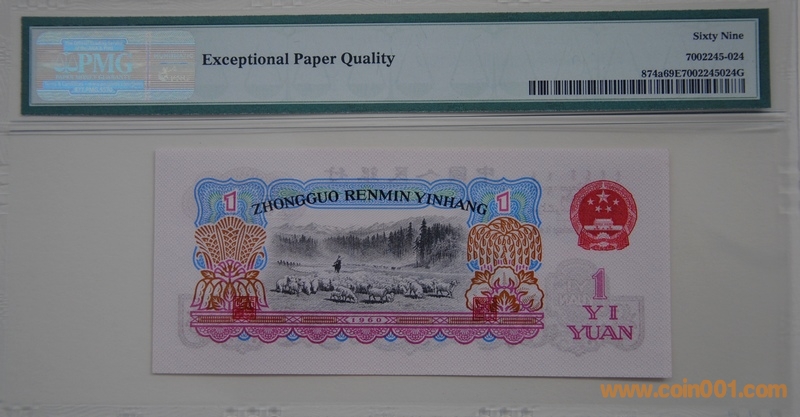 PMG
Exceptional Paper Quality
Sixty Nine
7002245-024
874a69E7002245024G
ZHONGGUO RENMIN YINHANG
1
1
1960
1
YI
YUAN
www.coin001.com